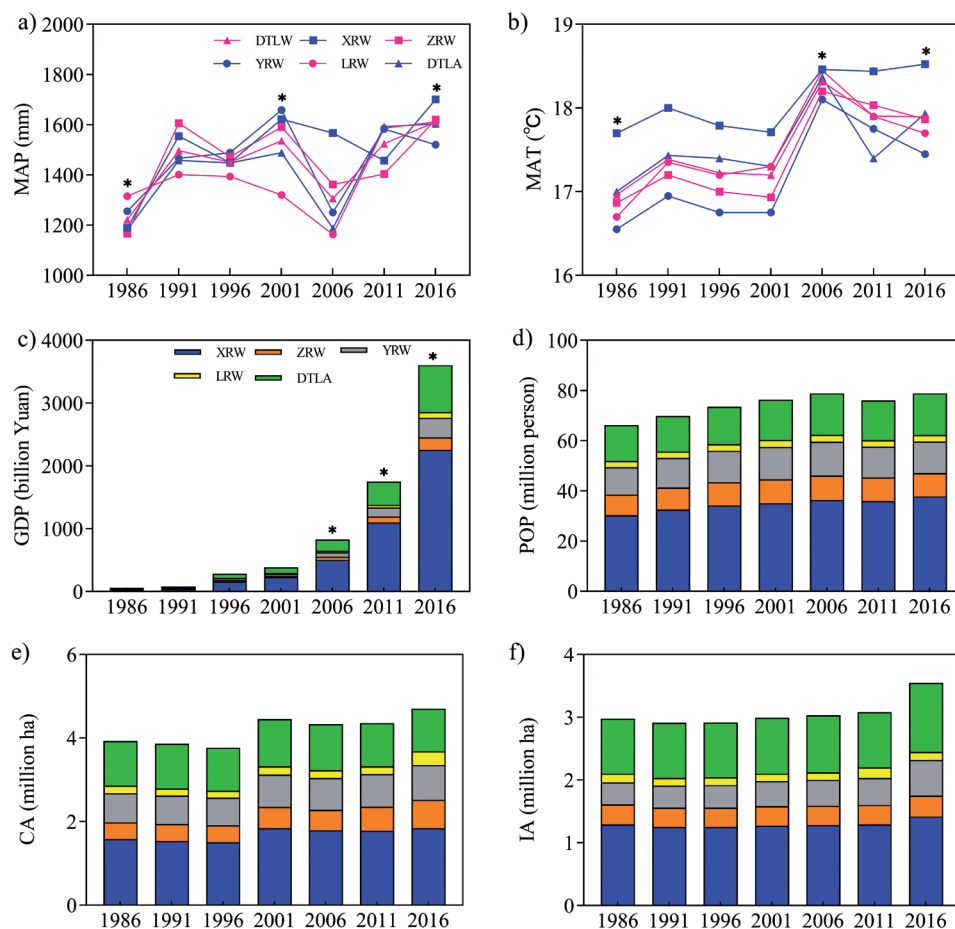 a)
MAP (mm)
2000
1800
1600
1400
1200
1000
DTLW XRW ZRW
YRW LRW DTLA
* * *
1986 1991 1996 2001 2006 2011 2016
b)
MAT (℃)
19
18
17
16
* * *
1986 1991 1996 2001 2006 2011 2016
c)
GDP (billion Yuan)
4000
3000
2000
1000
0
XRW ZRW YRW
LRW DTLA
* * *
1986 1991 1996 2001 2006 2011 2016
d)
POP (million person)
100
80
60
40
20
0
1986 1991 1996 2001 2006 2011 2016
e)
CA (million ha)
6
4
2
0
1986 1991 1996 2001 2006 2011 2016
f)
IA (million ha)
4
3
2
1
0
1986 1991 1996 2001 2006 2011 2016